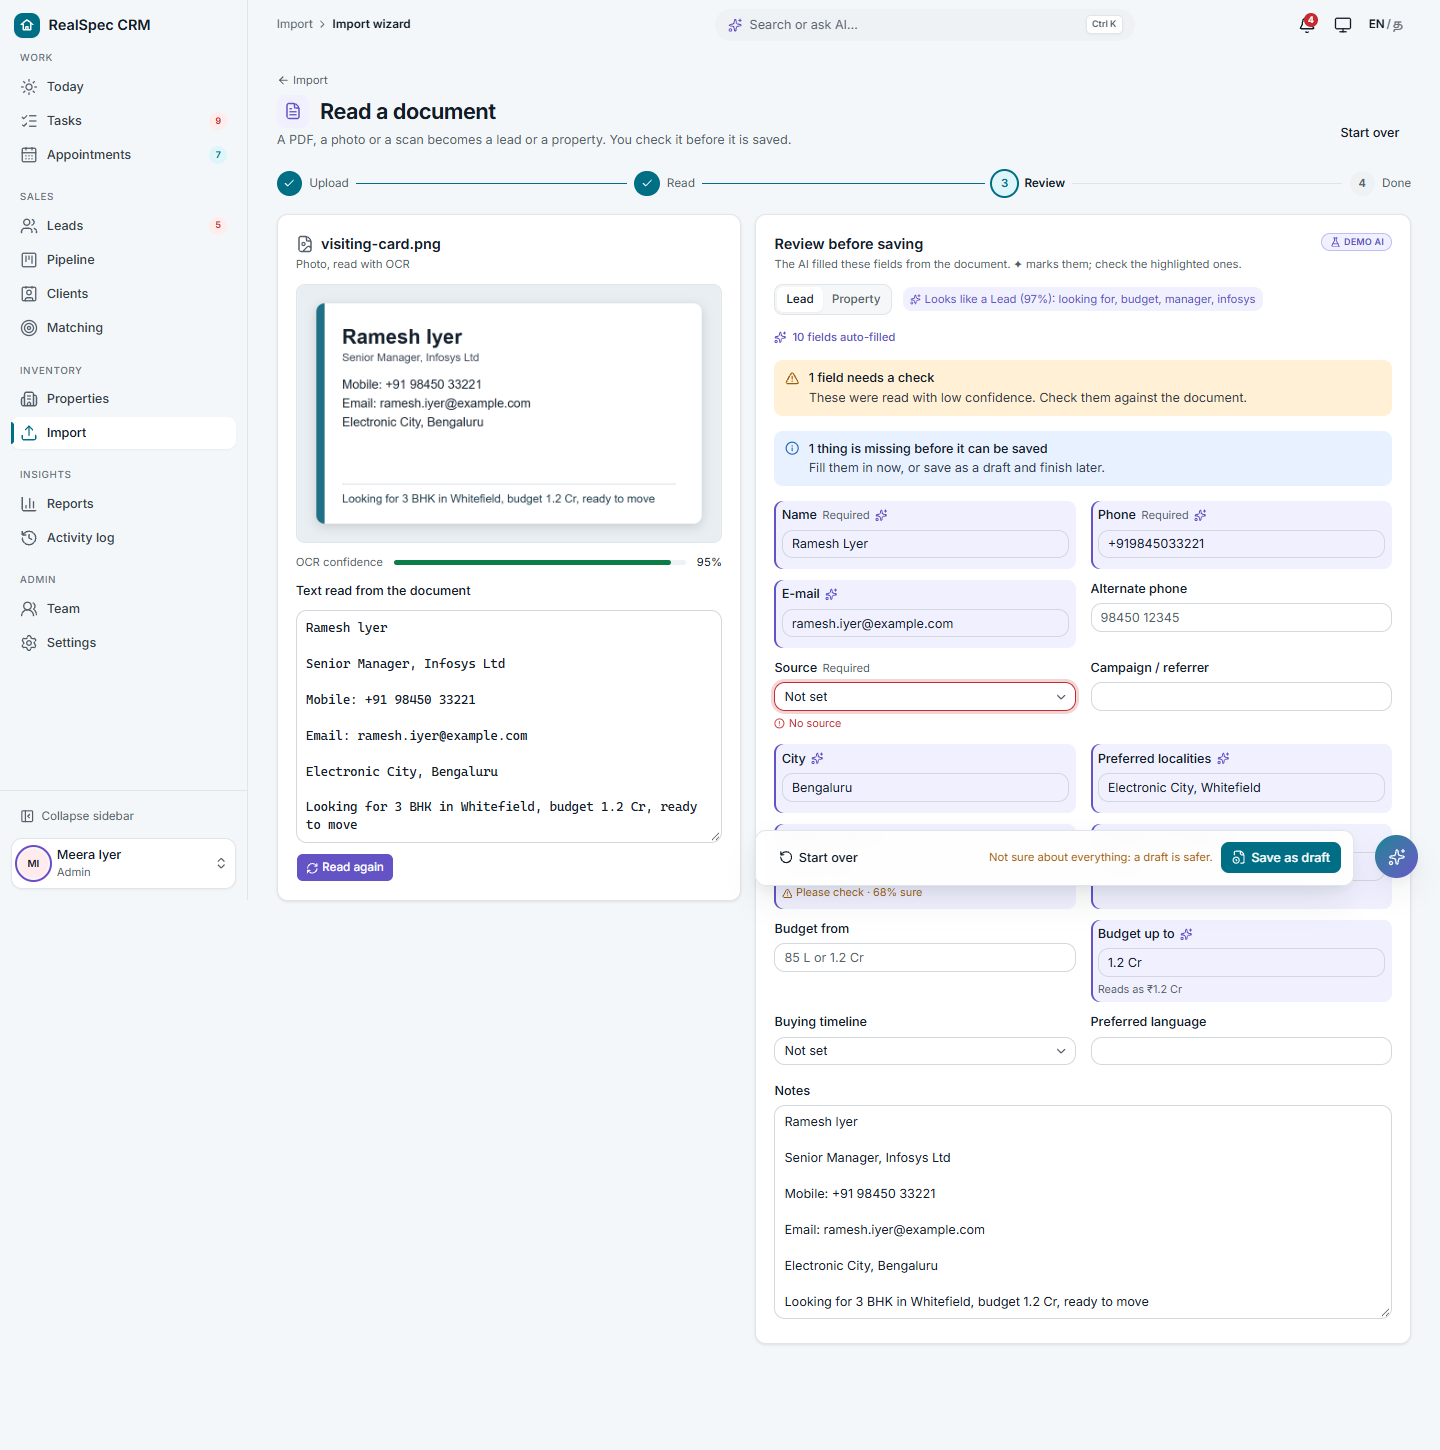 RealSpec CRM
Import > Import wizard
Search or ask AI... Ctrl K
4
EN / த
WORK
Today
Tasks 9
Appointments 7
SALES
Leads 5
Pipeline
Clients
Matching
INVENTORY
Properties
Import
INSIGHTS
Reports
Activity log
ADMIN
Team
Settings
Collapse sidebar
MI
Meera Iyer
Admin
← Import
Read a document
A PDF, a photo or a scan becomes a lead or a property. You check it before it is saved.
Start over
Upload
Read
3 Review
4 Done
visiting-card.png
Photo, read with OCR
Ramesh Iyer
Senior Manager, Infosys Ltd
Mobile: +91 98450 33221
Email: ramesh.iyer@example.com
Electronic City, Bengaluru
Looking for 3 BHK in Whitefield, budget 1.2 Cr, ready to move
OCR confidence 95%
Text read from the document
Ramesh lyer
Senior Manager, Infosys Ltd
Mobile: +91 98450 33221
Email: ramesh.iyer@example.com
Electronic City, Bengaluru
Looking for 3 BHK in Whitefield, budget 1.2 Cr, ready
to move
Read again
Review before saving
DEMO AI
The AI filled these fields from the document. ✦ marks them; check the highlighted ones.
Lead Property
Looks like a Lead (97%): looking for, budget, manager, infosys
10 fields auto-filled
1 field needs a check
These were read with low confidence. Check them against the document.
1 thing is missing before it can be saved
Fill them in now, or save as a draft and finish later.
Name Required
Ramesh Lyer
Phone Required
+919845033221
E-mail
ramesh.iyer@example.com
Alternate phone
98450 12345
Source Required
Not set
No source
Campaign / referrer
City
Bengaluru
Preferred localities
Electronic City, Whitefield
Start over
Not sure about everything: a draft is safer.
Save as draft
Please check · 68% sure
Budget from
85 L or 1.2 Cr
Budget up to
1.2 Cr
Reads as ₹1.2 Cr
Buying timeline
Not set
Preferred language
Notes
Ramesh lyer
Senior Manager, Infosys Ltd
Mobile: +91 98450 33221
Email: ramesh.iyer@example.com
Electronic City, Bengaluru
Looking for 3 BHK in Whitefield, budget 1.2 Cr, ready to move